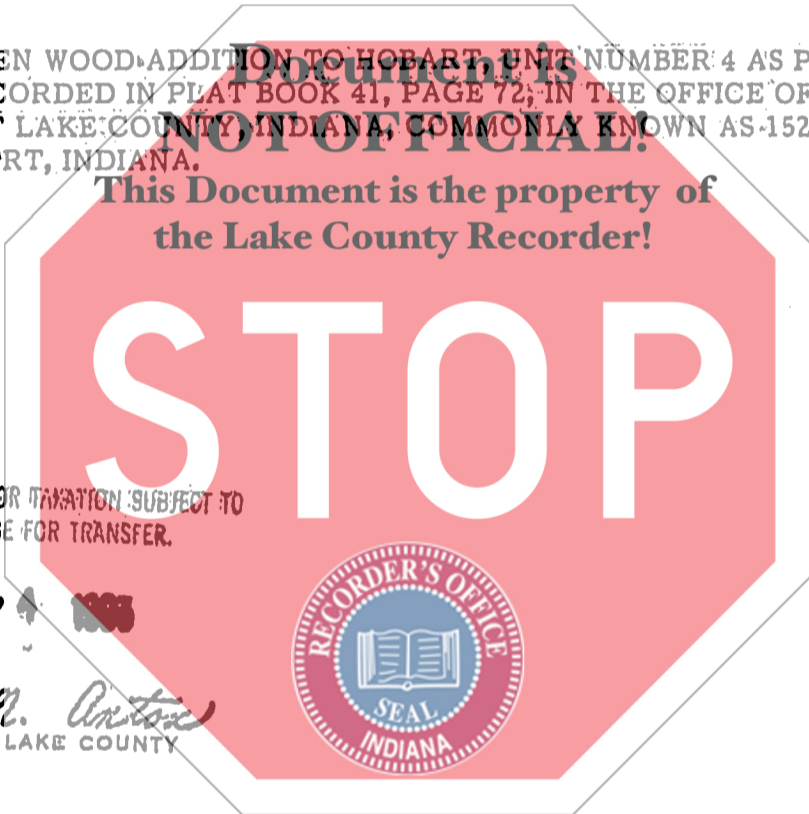 EN WOOD ADDITION TO HOBART, UNIT NUMBER 4 AS P
Document is
CORDED IN PLAT BOOK 41, PAGE 72, IN THE OFFICE OF
LAKE COUNTY, INDIANA, COMMONLY KNOWN AS 152
NOT OFFICIAL!
RT, INDIANA.
This Document is the property of
the Lake County Recorder!
STOP
OR TAXATION SUBJECT TO
E FOR TRANSFER.
RECORDER'S OFFICE
SEAL
INDIANA
LAKE COUNTY